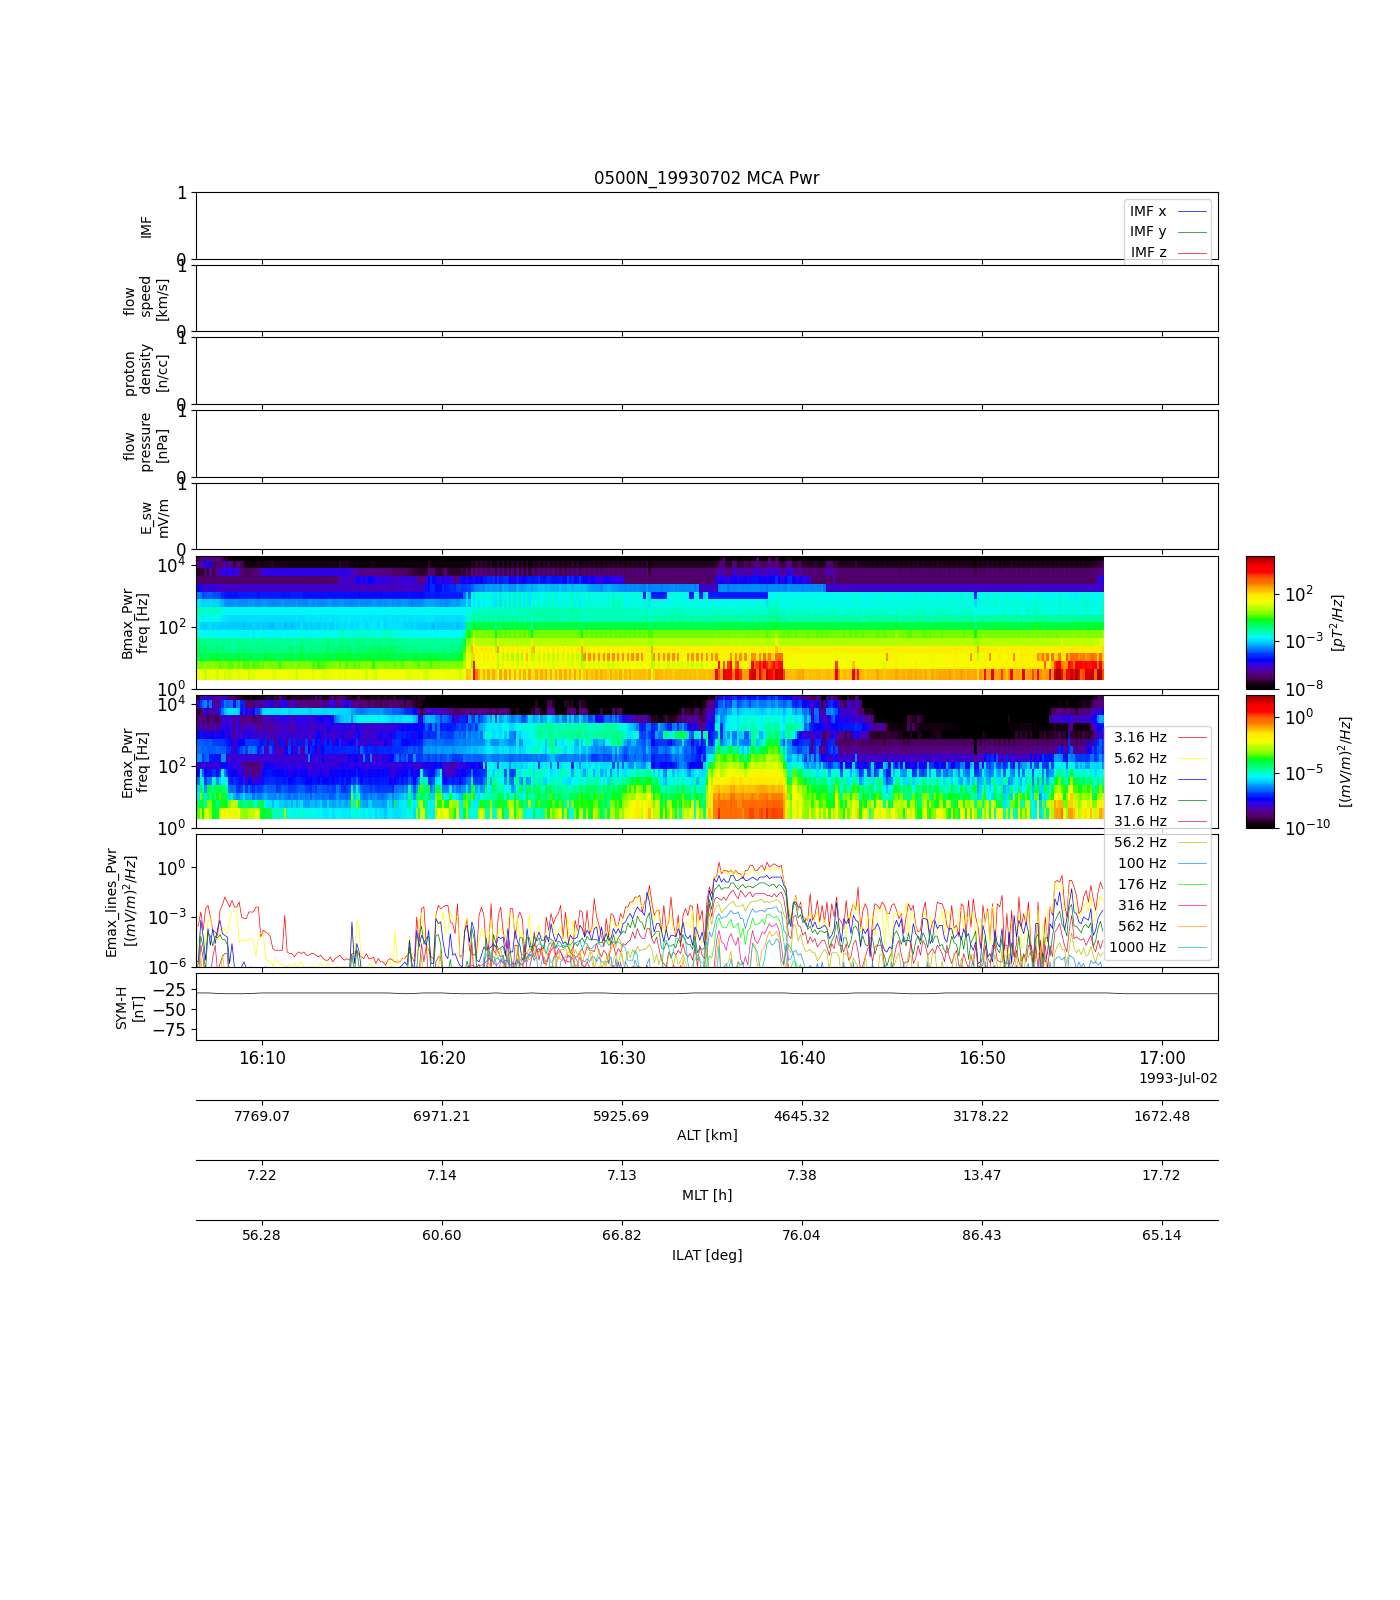 0500N_19930702 MCA Pwr
1
0
IMF
IMF x
IMF y
IMF z
1
0
flow
speed
[km/s]
1
0
proton
density
[n/cc]
1
0
flow
pressure
[nPa]
1
0
E_sw
mV/m
10^4
10^2
10^0
Bmax_Pwr
freq [Hz]
10^2
10^-3
10^-8
[pT^2/Hz]
10^4
10^2
10^0
Emax_Pwr
freq [Hz]
10^0
10^-5
10^-10
[(mV/m)^2/Hz]
3.16 Hz
5.62 Hz
10 Hz
17.6 Hz
31.6 Hz
56.2 Hz
100 Hz
176 Hz
316 Hz
562 Hz
1000 Hz
10^0
10^-3
10^-6
Emax_lines_Pwr
[(mV/m)^2/Hz]
−25
−50
−75
SYM-H
[nT]
16:10 16:20 16:30 16:40 16:50 17:00
1993-Jul-02
7769.07 6971.21 5925.69 4645.32 3178.22 1672.48
ALT [km]
7.22 7.14 7.13 7.38 13.47 17.72
MLT [h]
56.28 60.60 66.82 76.04 86.43 65.14
ILAT [deg]